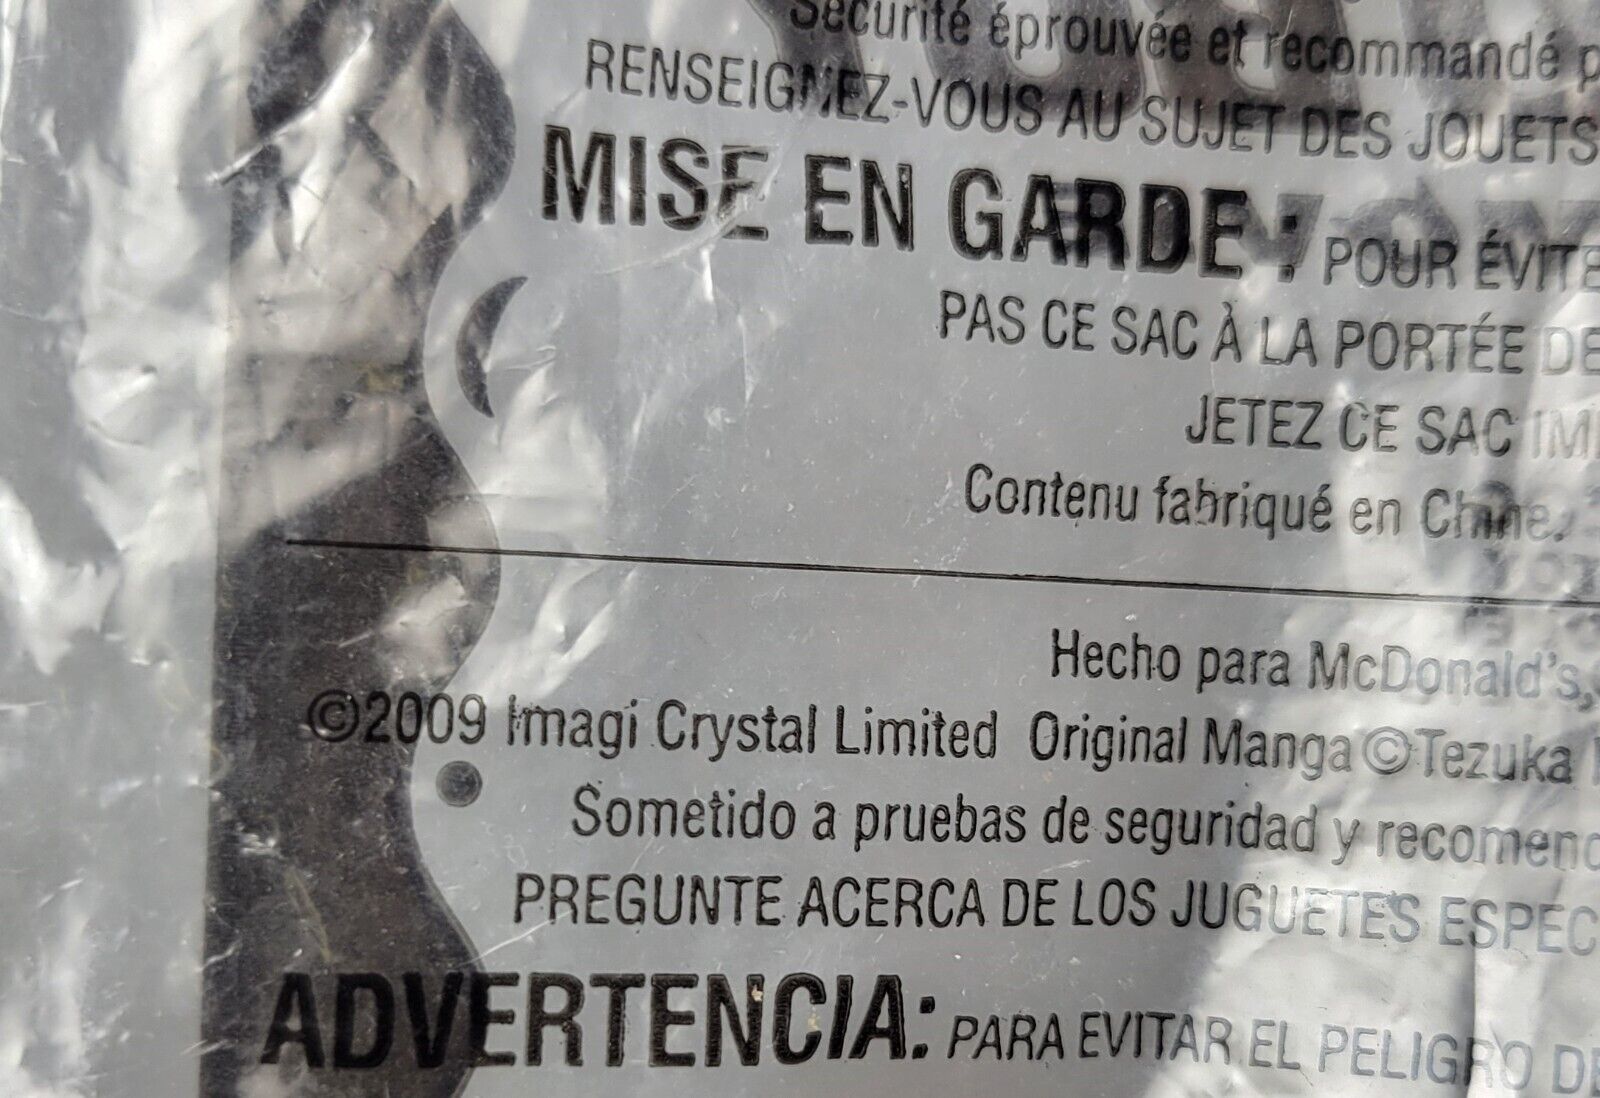 Sécurité éprouvée et recommandé p
RENSEIGNEZ-VOUS AU SUJET DES JOUETS
MISE EN GARDE : POUR ÉVITE
PAS CE SAC À LA PORTÉE DE
JETEZ CE SAC IM
Contenu fabriqué en Chine.
Hecho para McDonald's,
©2009 Imagi Crystal Limited Original Manga ©Tezuka
Sometido a pruebas de seguridad y recomend
PREGUNTE ACERCA DE LOS JUGUETES ESPEC
ADVERTENCIA: PARA EVITAR EL PELIGRO DE